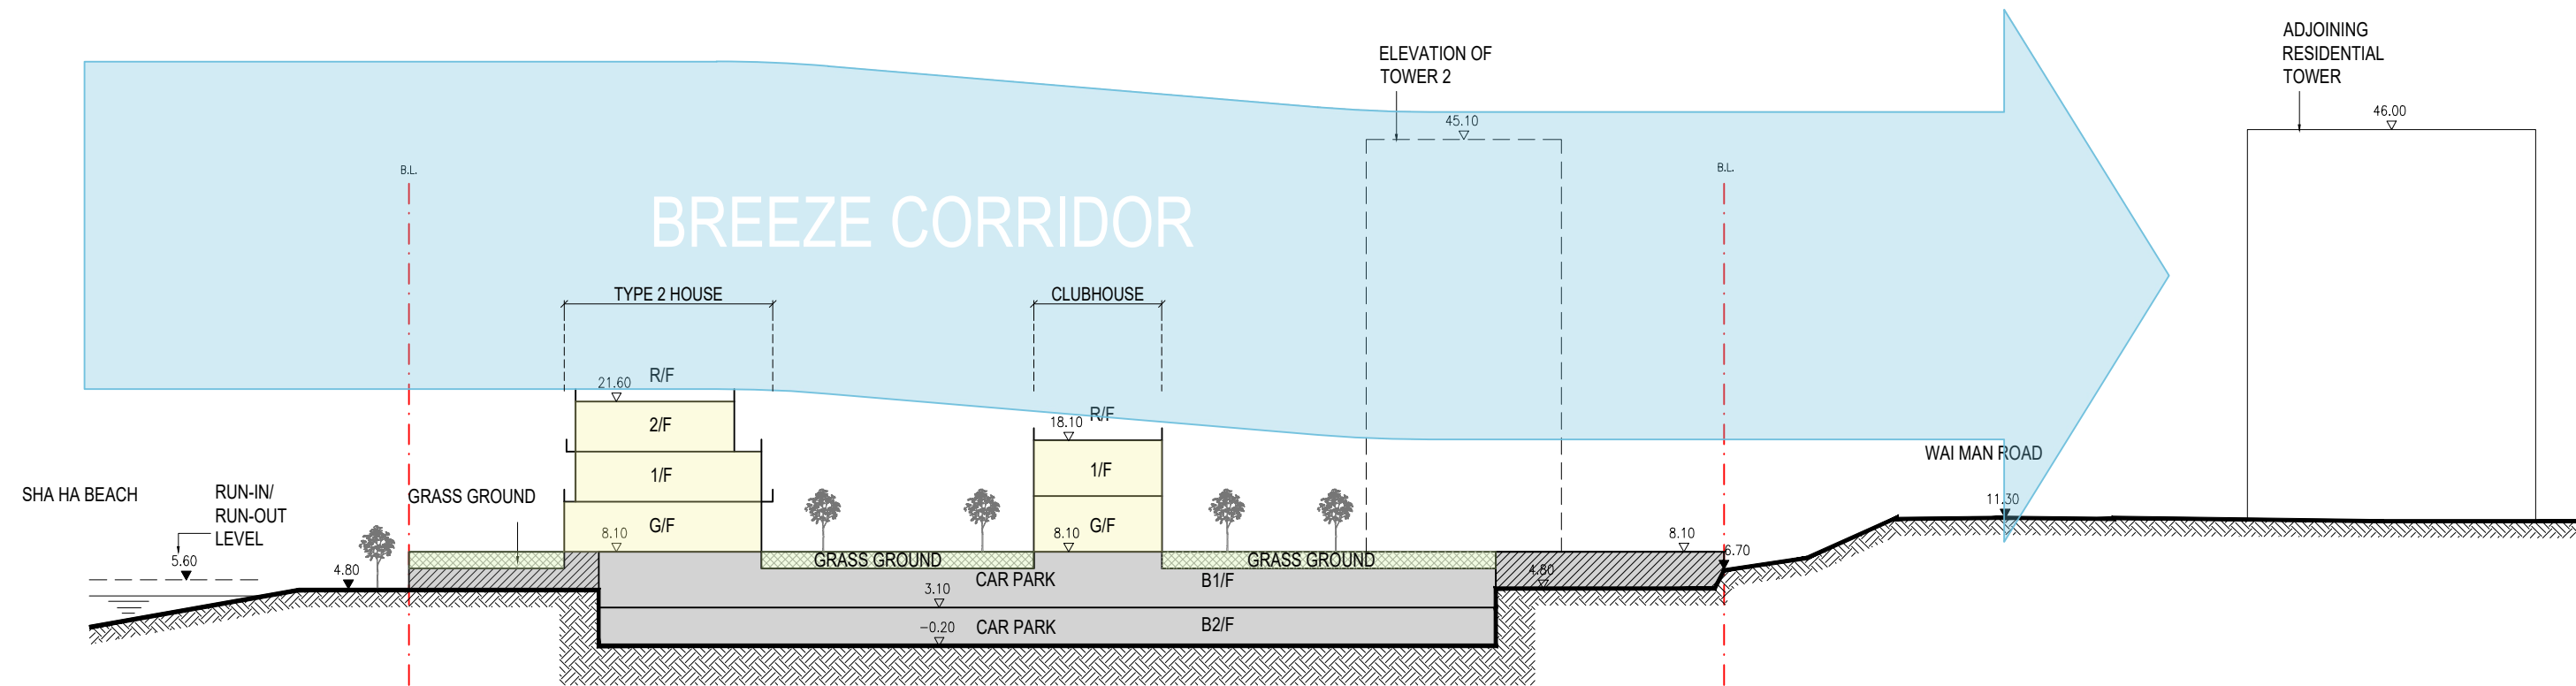 ADJOINING
RESIDENTIAL
TOWER
46.00
ELEVATION OF
TOWER 2
45.10
B.L.
B.L.
BREEZE CORRIDOR
TYPE 2 HOUSE
CLUBHOUSE
R/F
21.60
2/F
1/F
G/F
8.10
R/F
18.10
1/F
G/F
8.10
WAI MAN ROAD
11.30
SHA HA BEACH
RUN-IN/
RUN-OUT
LEVEL
5.60
4.80
GRASS GROUND
GRASS GROUND
GRASS GROUND
8.10
6.70
4.80
CAR PARK
B1/F
3.10
CAR PARK
B2/F
-0.20